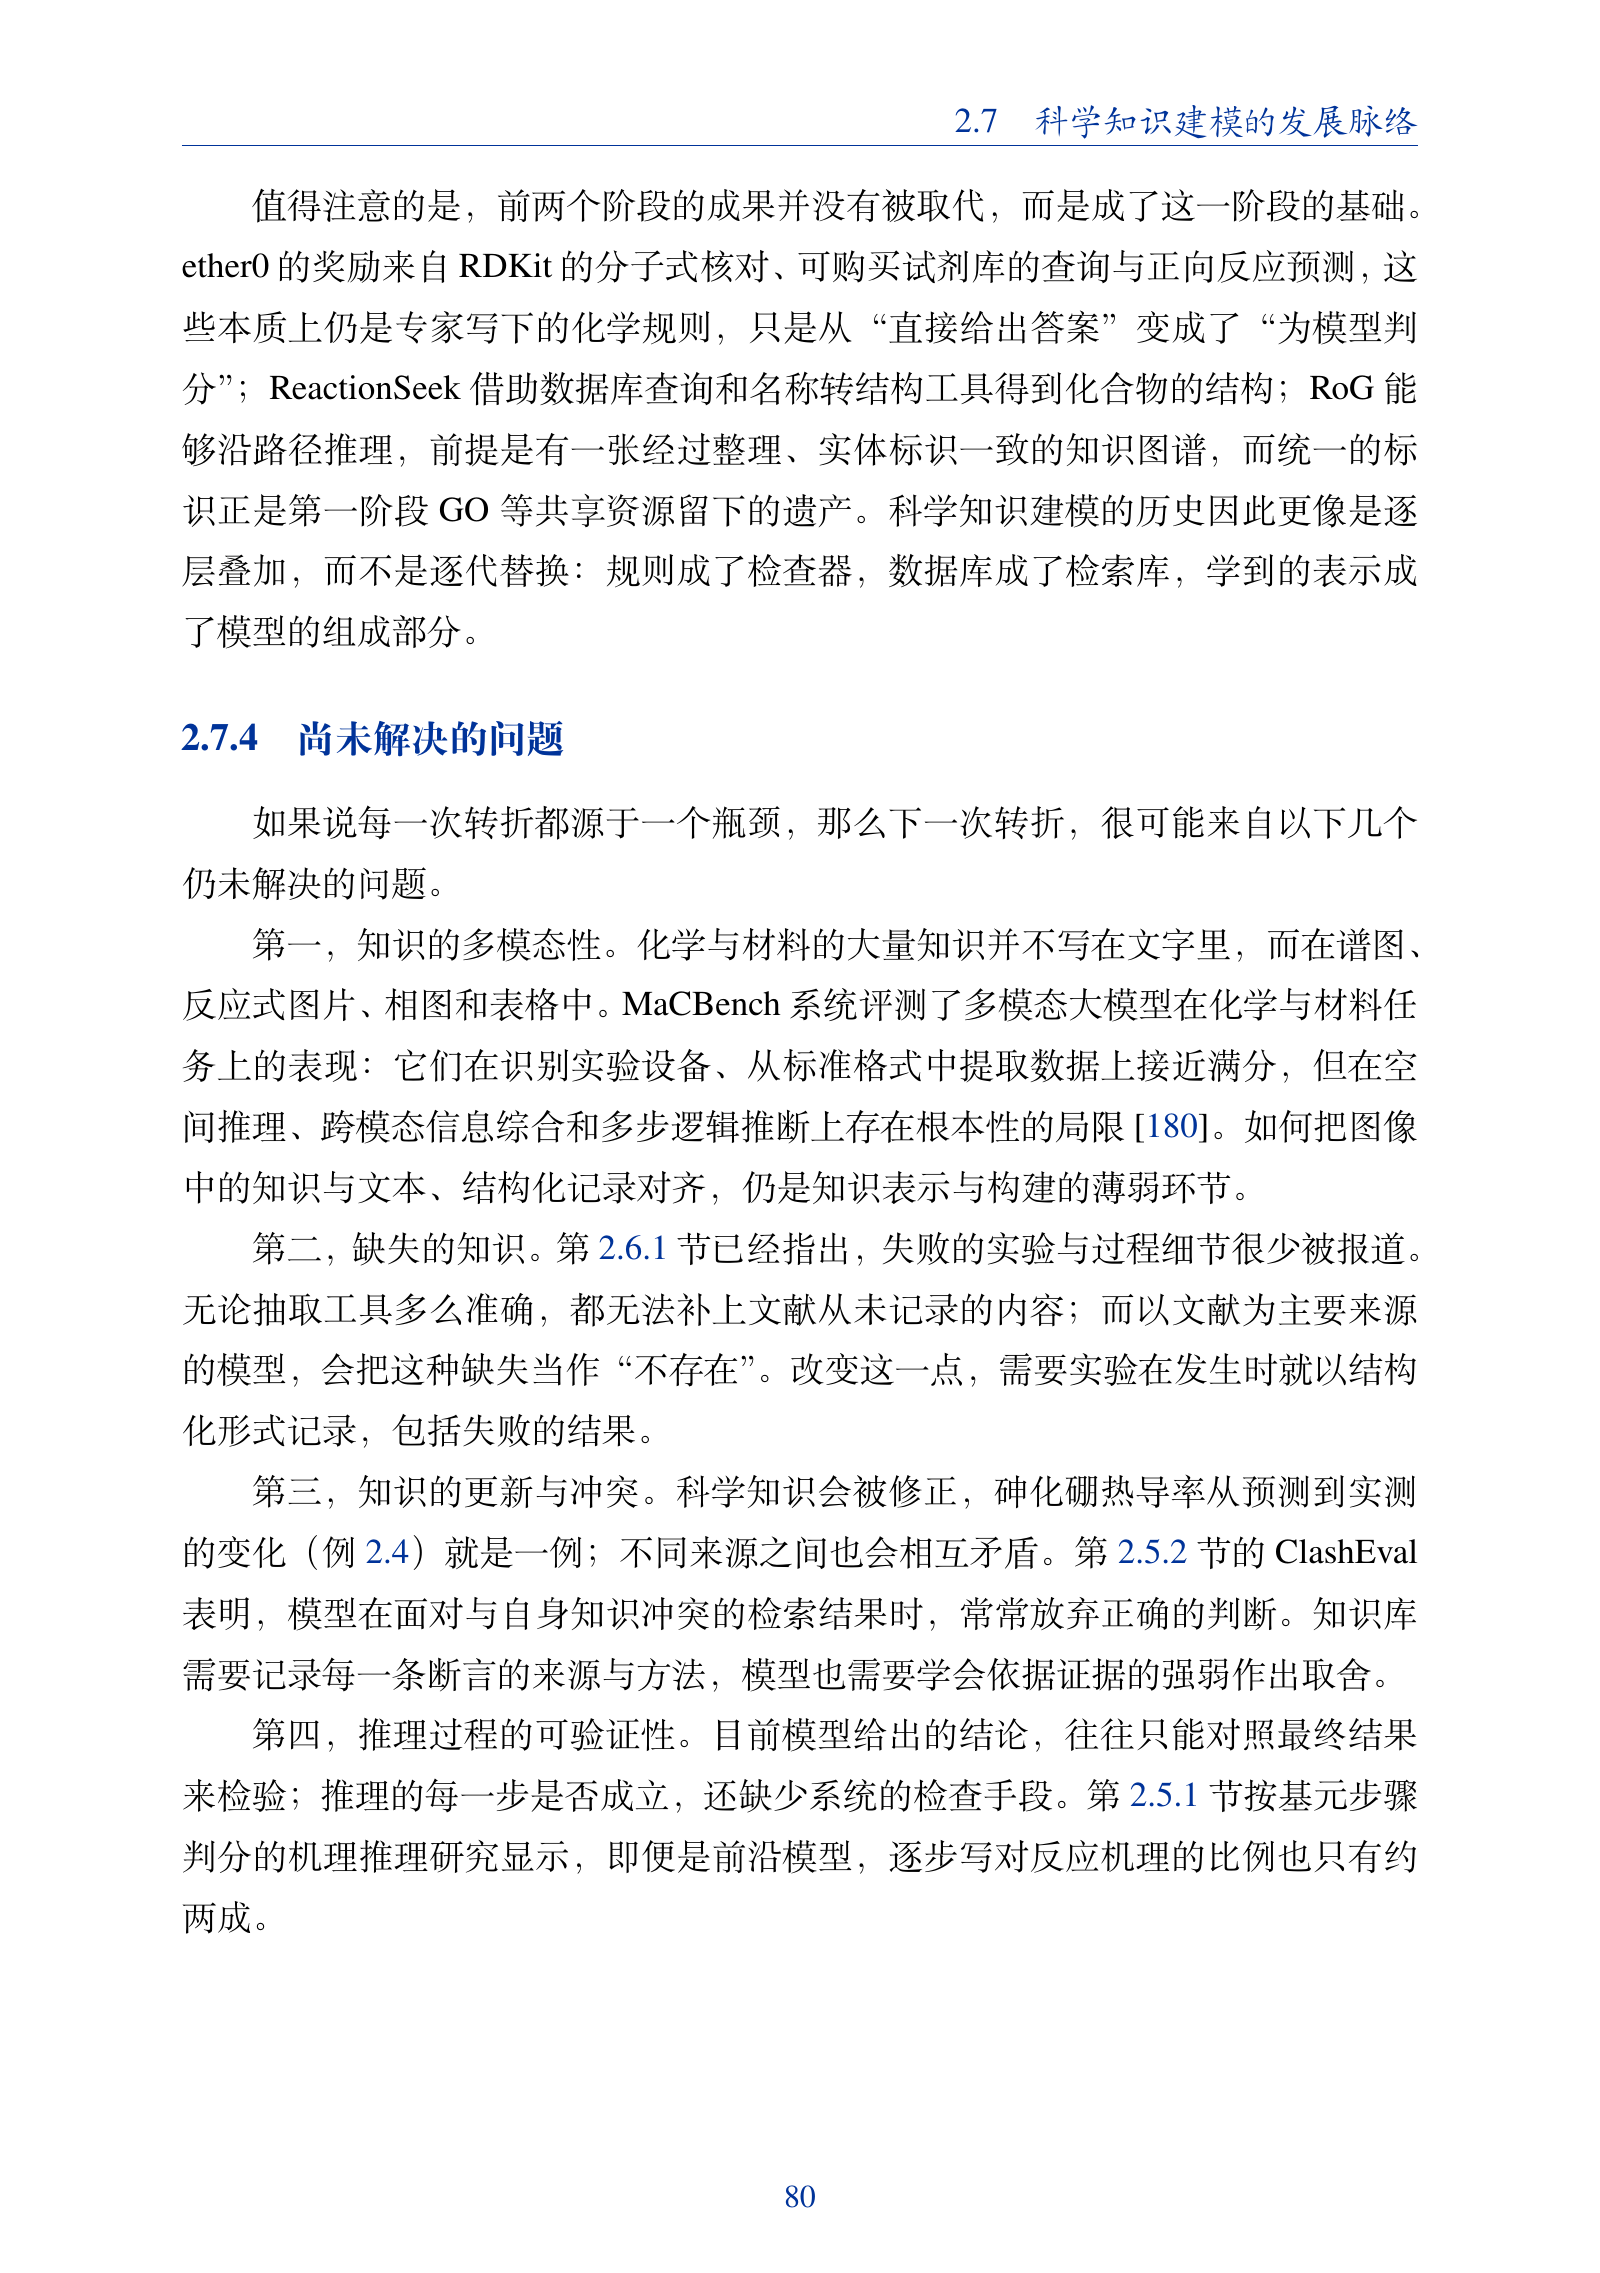 2.7 科学知识建模的发展脉络
值得注意的是，前两个阶段的成果并没有被取代，而是成了这一阶段的基础。
ether0 的奖励来自 RDKit 的分子式核对、可购买试剂库的查询与正向反应预测，这
些本质上仍是专家写下的化学规则，只是从“直接给出答案”变成了“为模型判
分”；ReactionSeek 借助数据库查询和名称转结构工具得到化合物的结构；RoG 能
够沿路径推理，前提是有一张经过整理、实体标识一致的知识图谱，而统一的标
识正是第一阶段 GO 等共享资源留下的遗产。科学知识建模的历史因此更像是逐
层叠加，而不是逐代替换：规则成了检查器，数据库成了检索库，学到的表示成
了模型的组成部分。
2.7.4 尚未解决的问题
如果说每一次转折都源于一个瓶颈，那么下一次转折，很可能来自以下几个
仍未解决的问题。
第一，知识的多模态性。化学与材料的大量知识并不写在文字里，而在谱图、
反应式图片、相图和表格中。MaCBench 系统评测了多模态大模型在化学与材料任
务上的表现：它们在识别实验设备、从标准格式中提取数据上接近满分，但在空
间推理、跨模态信息综合和多步逻辑推断上存在根本性的局限 [180]。如何把图像
中的知识与文本、结构化记录对齐，仍是知识表示与构建的薄弱环节。
第二，缺失的知识。第 2.6.1 节已经指出，失败的实验与过程细节很少被报道。
无论抽取工具多么准确，都无法补上文献从未记录的内容；而以文献为主要来源
的模型，会把这种缺失当作“不存在”。改变这一点，需要实验在发生时就以结构
化形式记录，包括失败的结果。
第三，知识的更新与冲突。科学知识会被修正，砷化硼热导率从预测到实测
的变化（例 2.4）就是一例；不同来源之间也会相互矛盾。第 2.5.2 节的 ClashEval
表明，模型在面对与自身知识冲突的检索结果时，常常放弃正确的判断。知识库
需要记录每一条断言的来源与方法，模型也需要学会依据证据的强弱作出取舍。
第四，推理过程的可验证性。目前模型给出的结论，往往只能对照最终结果
来检验；推理的每一步是否成立，还缺少系统的检查手段。第 2.5.1 节按基元步骤
判分的机理推理研究显示，即便是前沿模型，逐步写对反应机理的比例也只有约
两成。
80